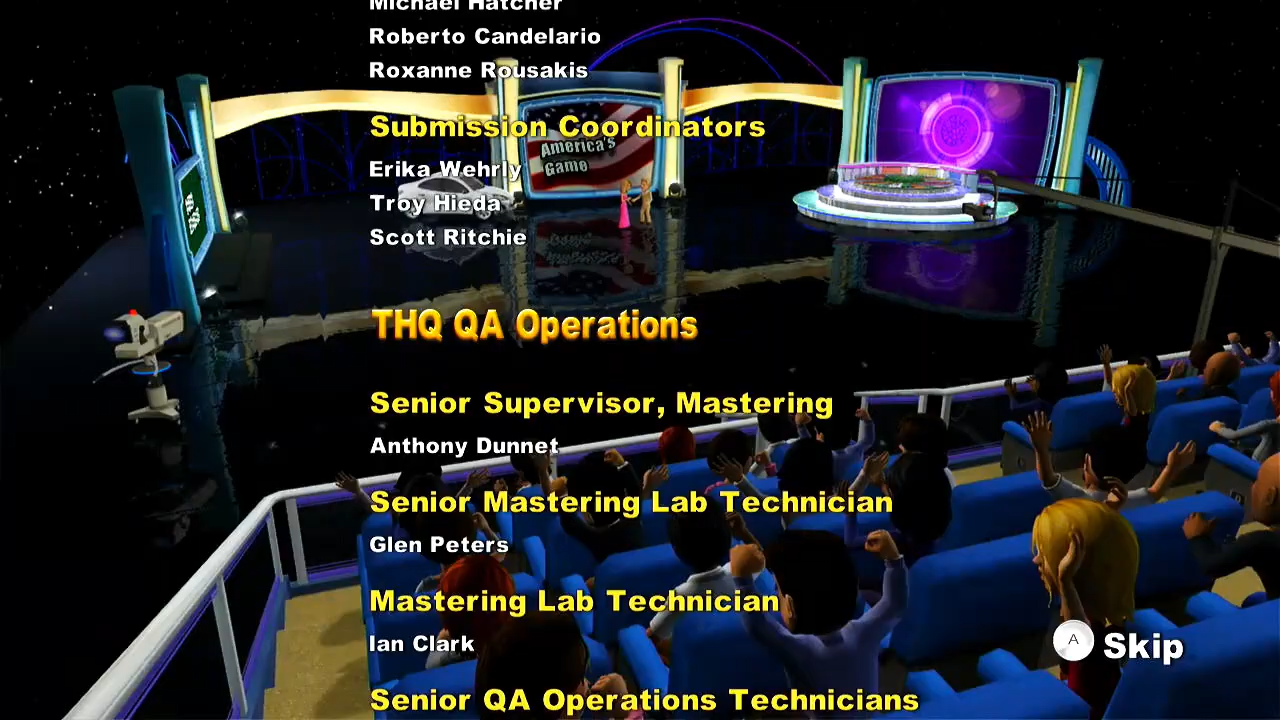 Michael Hatcher
Roberto Candelario
Roxanne Rousakis
Submission Coordinators
America's
Game
Erika Wehrly
Troy Hieda
Scott Ritchie
THQ QA Operations
Senior Supervisor, Mastering
Anthony Dunnet
Senior Mastering Lab Technician
Glen Peters
Mastering Lab Technician
Ian Clark
A Skip
Senior QA Operations Technicians